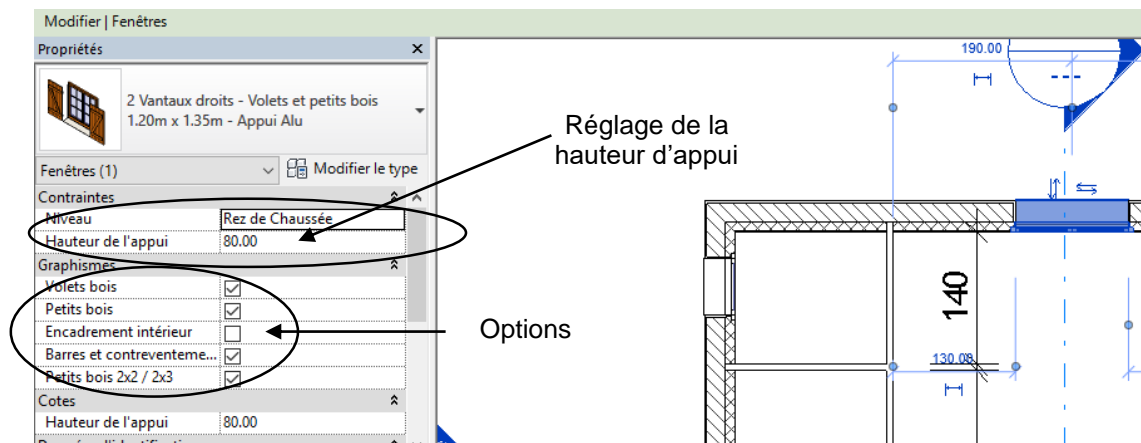 Modifier | Fenêtres
Propriétés
2 Vantaux droits - Volets et petits bois
1.20m x 1.35m - Appui Alu
Fenêtres (1)
Modifier le type
Contraintes
Niveau
Rez de Chaussée
Hauteur de l'appui
80.00
Graphismes
Volets bois
Petits bois
Encadrement intérieur
Barres et contreventeme...
Petits bois 2x2 / 2x3
Cotes
Hauteur de l'appui
80.00
Réglage de la
hauteur d'appui
Options
190.00
140
130.00